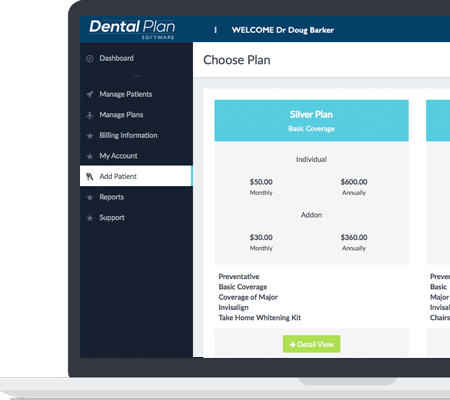 Dental Plan
SOFTWARE
WELCOME Dr Doug Barker
Dashboard
Manage Patients
Manage Plans
Billing Information
My Account
Add Patient
Reports
Support
Choose Plan
Silver Plan
Basic Coverage
Individual
$50.00 $600.00
Monthly Annually
Addon
$30.00 $360.00
Monthly Annually
Preventative
Basic Coverage
Coverage of Major
Invisalign
Take Home Whitening Kit
Detail View
Preven
Basic
Major
Invisal
Chairs